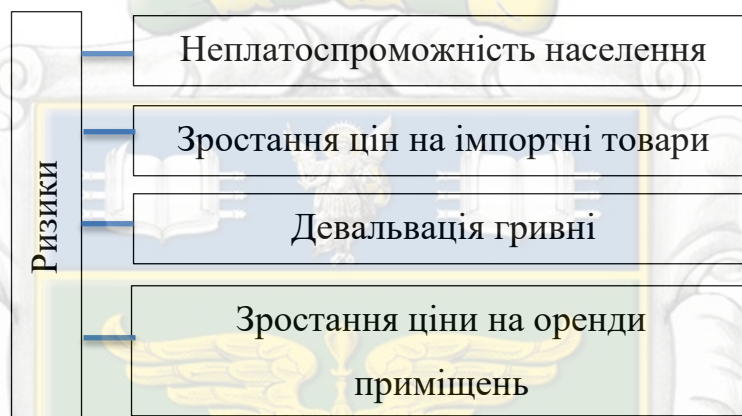 Ризики
Неплатоспроможність населення
Зростання цін на імпортні товари
Девальвація гривні
Зростання ціни на оренди
приміщень